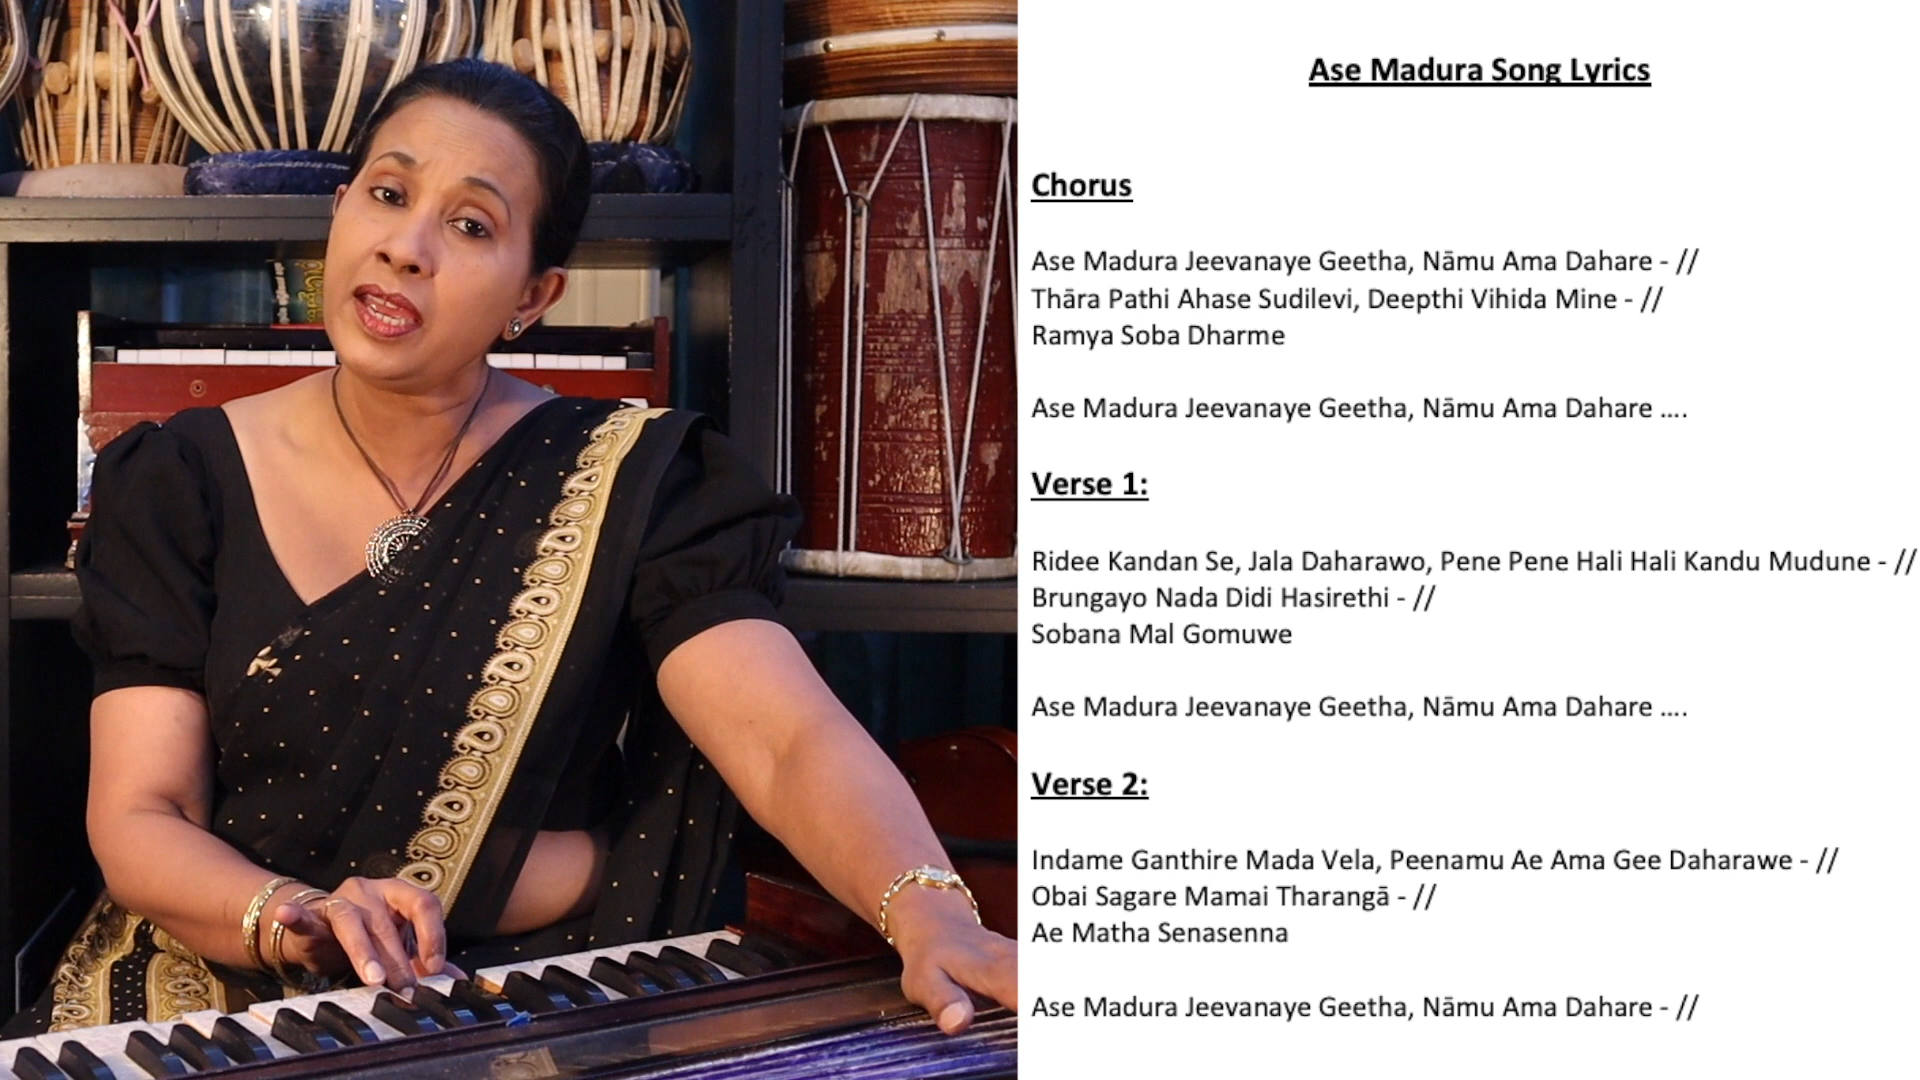 Ase Madura Song Lyrics
Chorus
Ase Madura Jeevanaye Geetha, Nāmu Ama Dahare - //
Thāra Pathi Ahase Sudilevi, Deepthi Vihida Mine - //
Ramya Soba Dharme
Ase Madura Jeevanaye Geetha, Nāmu Ama Dahare ....
Verse 1:
Ridee Kandan Se, Jala Daharawo, Pene Pene Hali Hali Kandu Mudune - //
Brungayo Nada Didi Hasirethi - //
Sobana Mal Gomuwe
Ase Madura Jeevanaye Geetha, Nāmu Ama Dahare ....
Verse 2:
Indame Ganthire Mada Vela, Peenamu Ae Ama Gee Daharawe - //
Obai Sagare Mamai Tharangā - //
Ae Matha Senasenna
Ase Madura Jeevanaye Geetha, Nāmu Ama Dahare - //